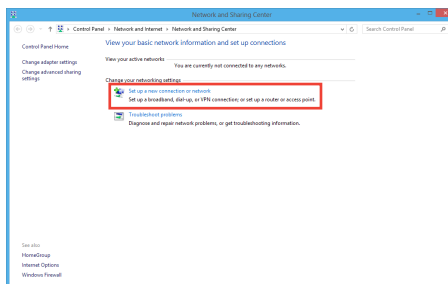 Network and Sharing Center
Control Panel
Network and Internet
Network and Sharing Center
Search Control Panel
Control Panel Home
Change adapter settings
Change advanced sharing
settings
View your basic network information and set up connections
View your active networks
You are currently not connected to any networks.
Change your networking settings
Set up a new connection or network
Set up a broadband, dial-up, or VPN connection; or set up a router or access point.
Troubleshoot problems
Diagnose and repair network problems, or get troubleshooting information.
See also
HomeGroup
Internet Options
Windows Firewall